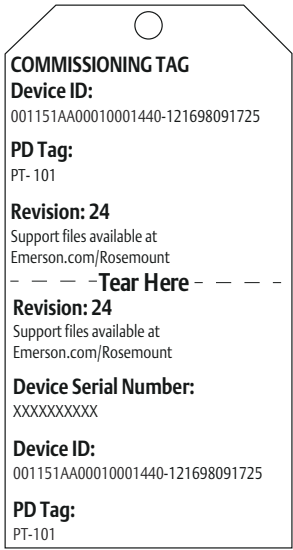 COMMISSIONING TAG
Device ID:
001151AA00010001440-121698091725
PD Tag:
PT- 101
Revision: 24
Support files available at
Emerson.com/Rosemount
Tear Here
Revision: 24
Support files available at
Emerson.com/Rosemount
Device Serial Number:
XXXXXXXXXX
Device ID:
001151AA00010001440-121698091725
PD Tag:
PT-101